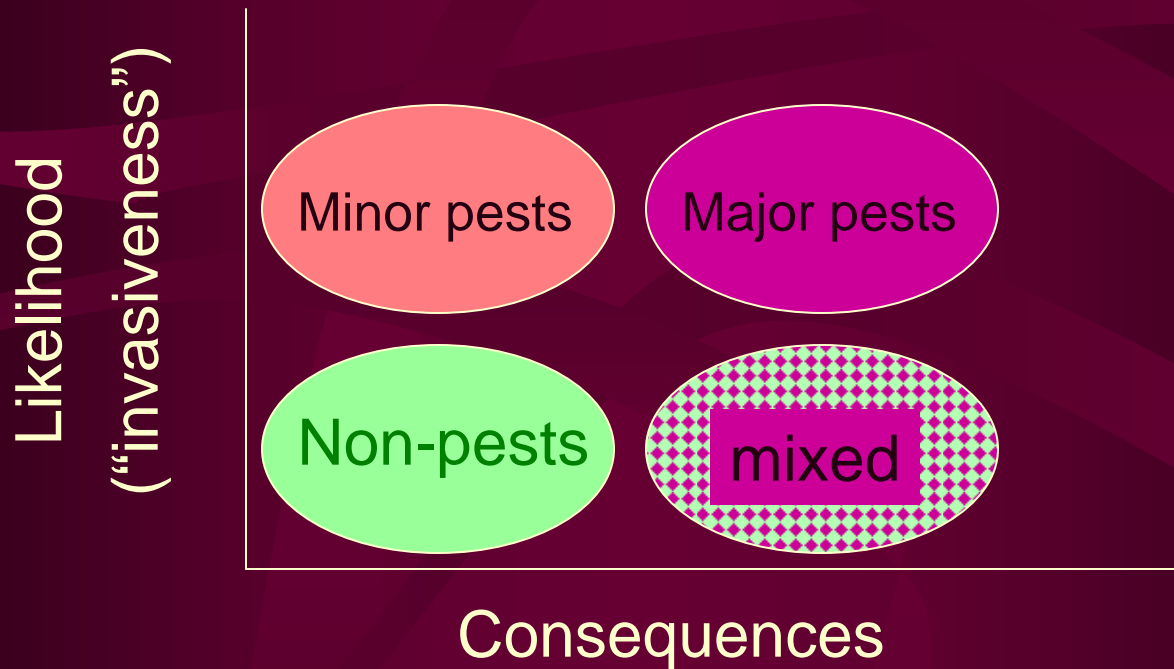 Likelihood
(“invasiveness”)
Minor pests
Major pests
Non-pests
mixed
Consequences